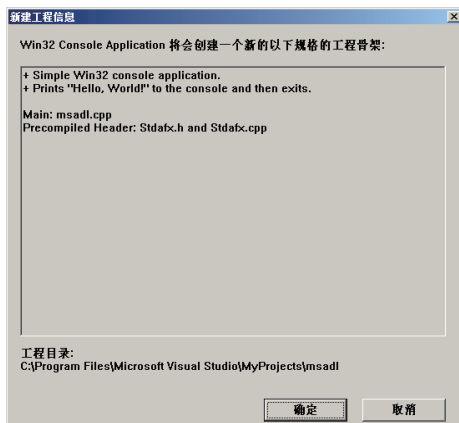 新建工程信息
Win32 Console Application 将会创建一个新的以下规格的工程骨架:
+ Simple Win32 console application.
+ Prints "Hello, World!" to the console and then exits.
Main: msadl.cpp
Precompiled Header: Stdafx.h and Stdafx.cpp
工程目录:
C:\Program Files\Microsoft Visual Studio\MyProjects\msadl
确定
取消